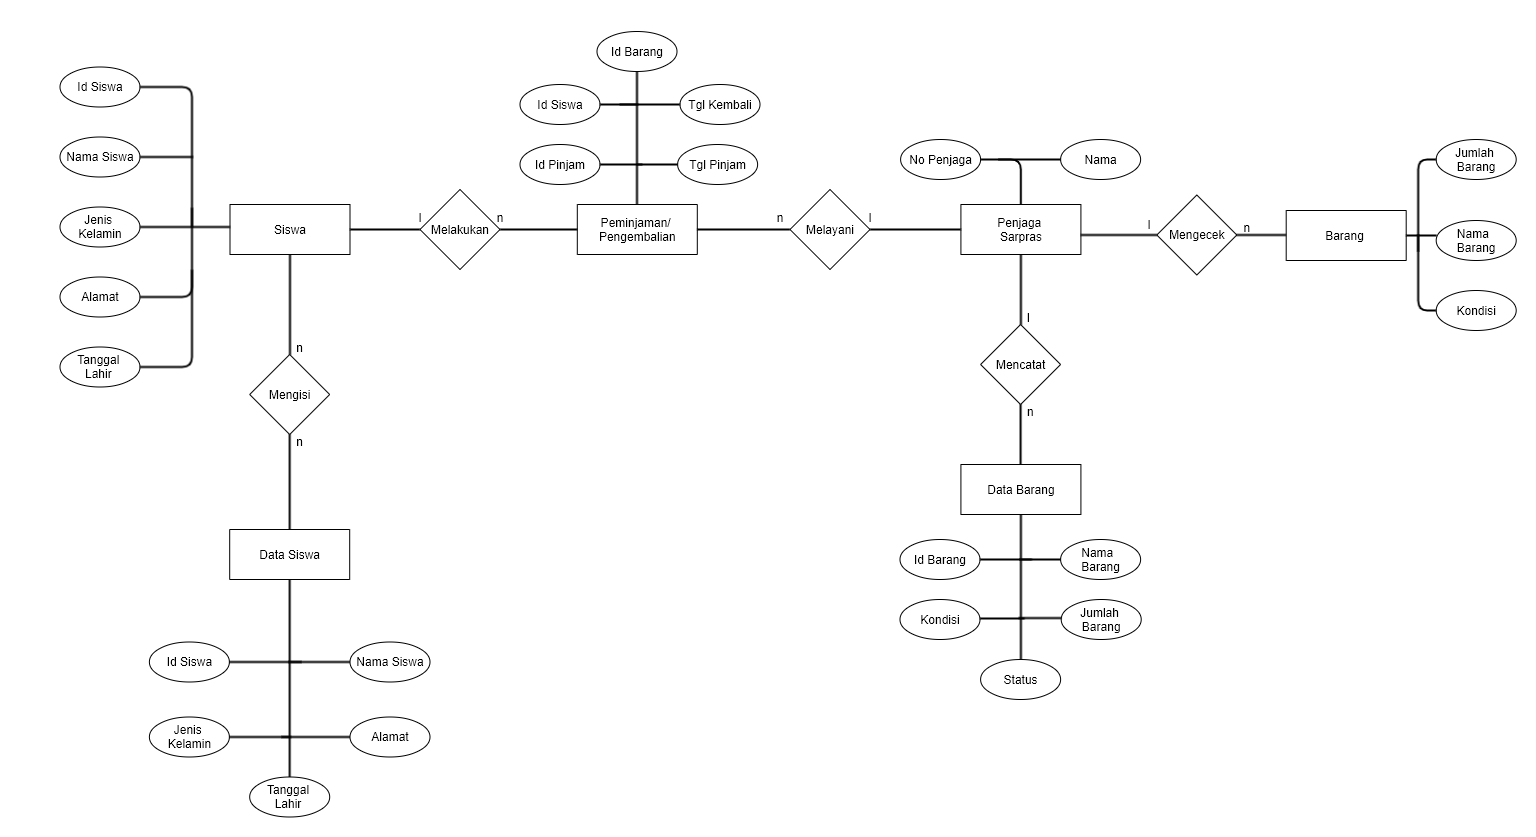 Id Barang
Id Siswa
Id Siswa
Tgl Kembali
Nama Siswa
Id Pinjam
Tgl Pinjam
No Penjaga
Nama
Jumlah
Barang
Jenis
Kelamin
Siswa
l
Melakukan
n
Peminjaman/
Pengembalian
n
Melayani
l
Penjaga
Sarpras
l
Mengecek
n
Barang
Nama
Barang
Alamat
Kondisi
Tanggal
Lahir
n
Mengisi
n
l
Mencatat
n
Data Siswa
Data Barang
Id Barang
Nama
Barang
Kondisi
Jumlah
Barang
Status
Id Siswa
Nama Siswa
Jenis
Kelamin
Alamat
Tanggal
Lahir